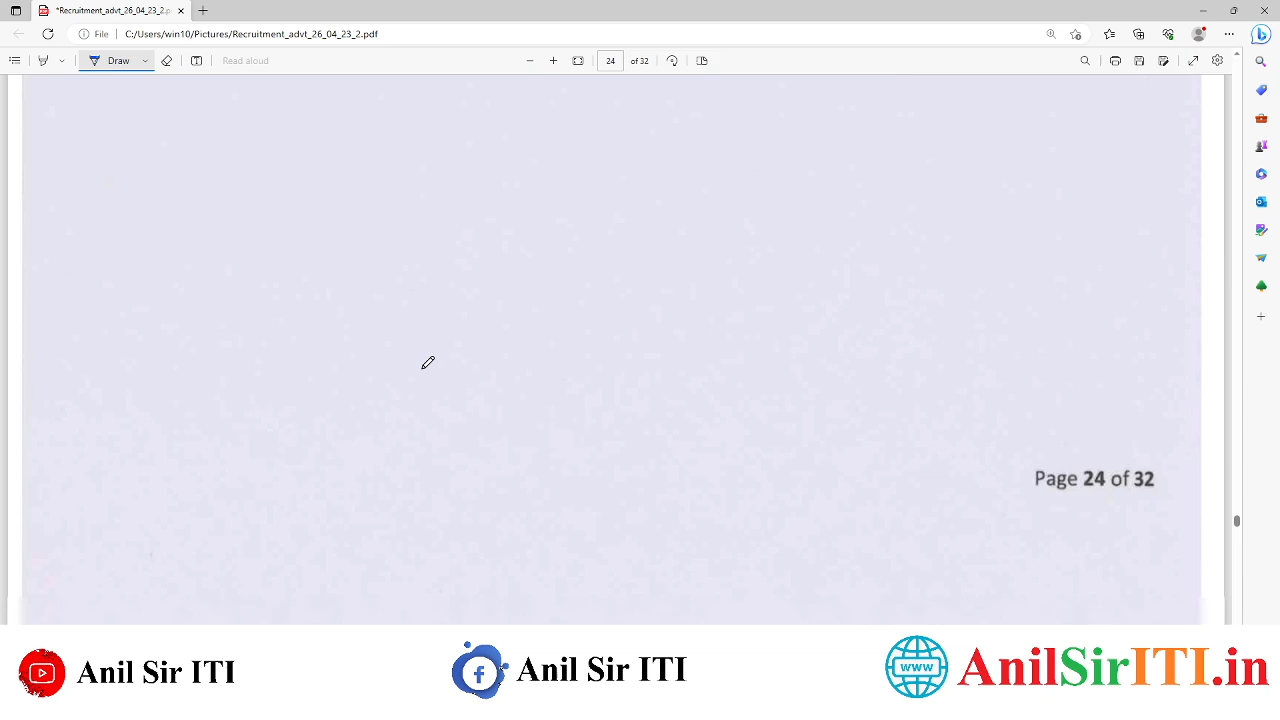 *Recruitment_advt_26_04_23_2.p
File
C:/Users/win10/Pictures/Recruitment_advt_26_04_23_2.pdf
Draw
Read aloud
24
of 32
Page 24 of 32
Anil Sir ITI
Anil Sir ITI
www
AnilSirITI.in